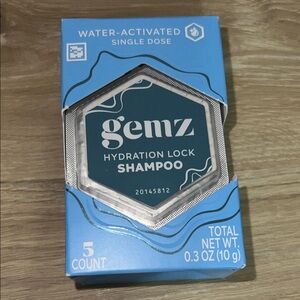 WATER-ACTIVATED
SINGLE DOSE
gemz
HYDRATION LOCK
SHAMPOO
20145812
5
COUNT
TOTAL
NET WT.
0.3 OZ (10 g)